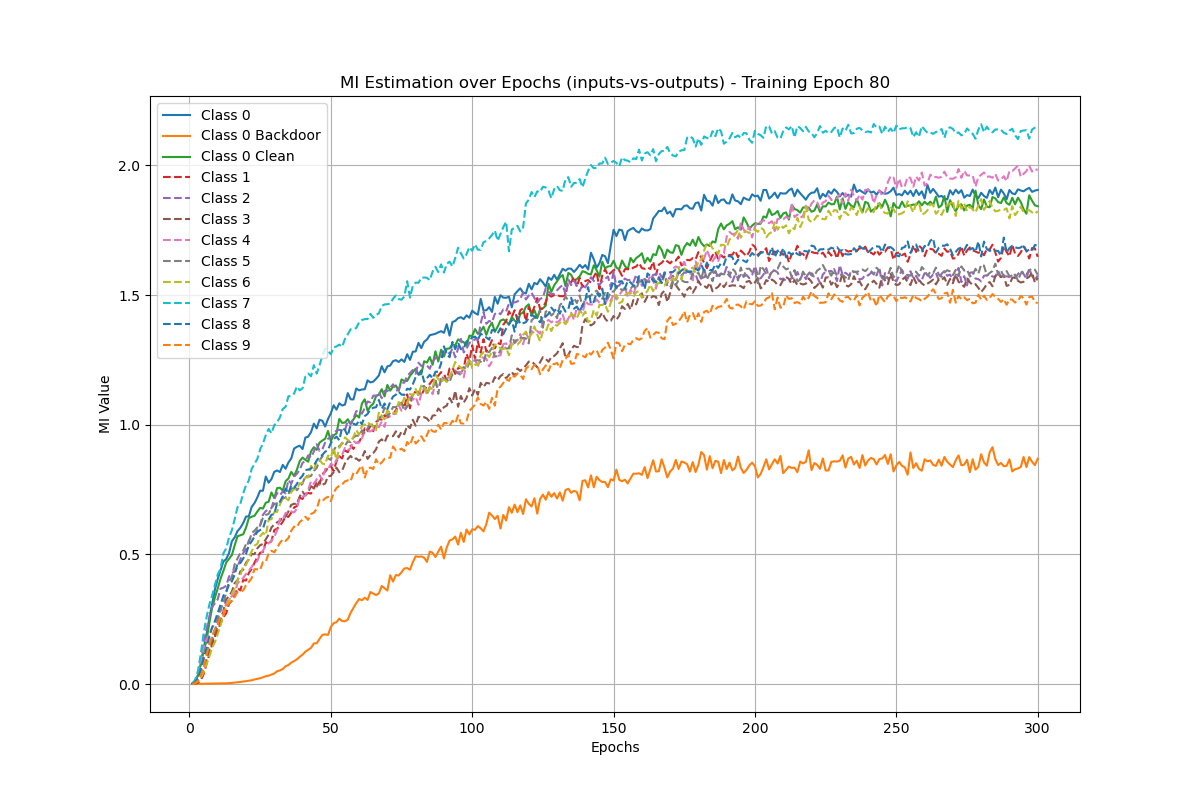 MI Estimation over Epochs (inputs-vs-outputs) - Training Epoch 80
Class 0
Class 0 Backdoor
Class 0 Clean
Class 1
Class 2
Class 3
Class 4
Class 5
Class 6
Class 7
Class 8
Class 9
MI Value
2.0
1.5
1.0
0.5
0.0
0 50 100 150 200 250 300
Epochs